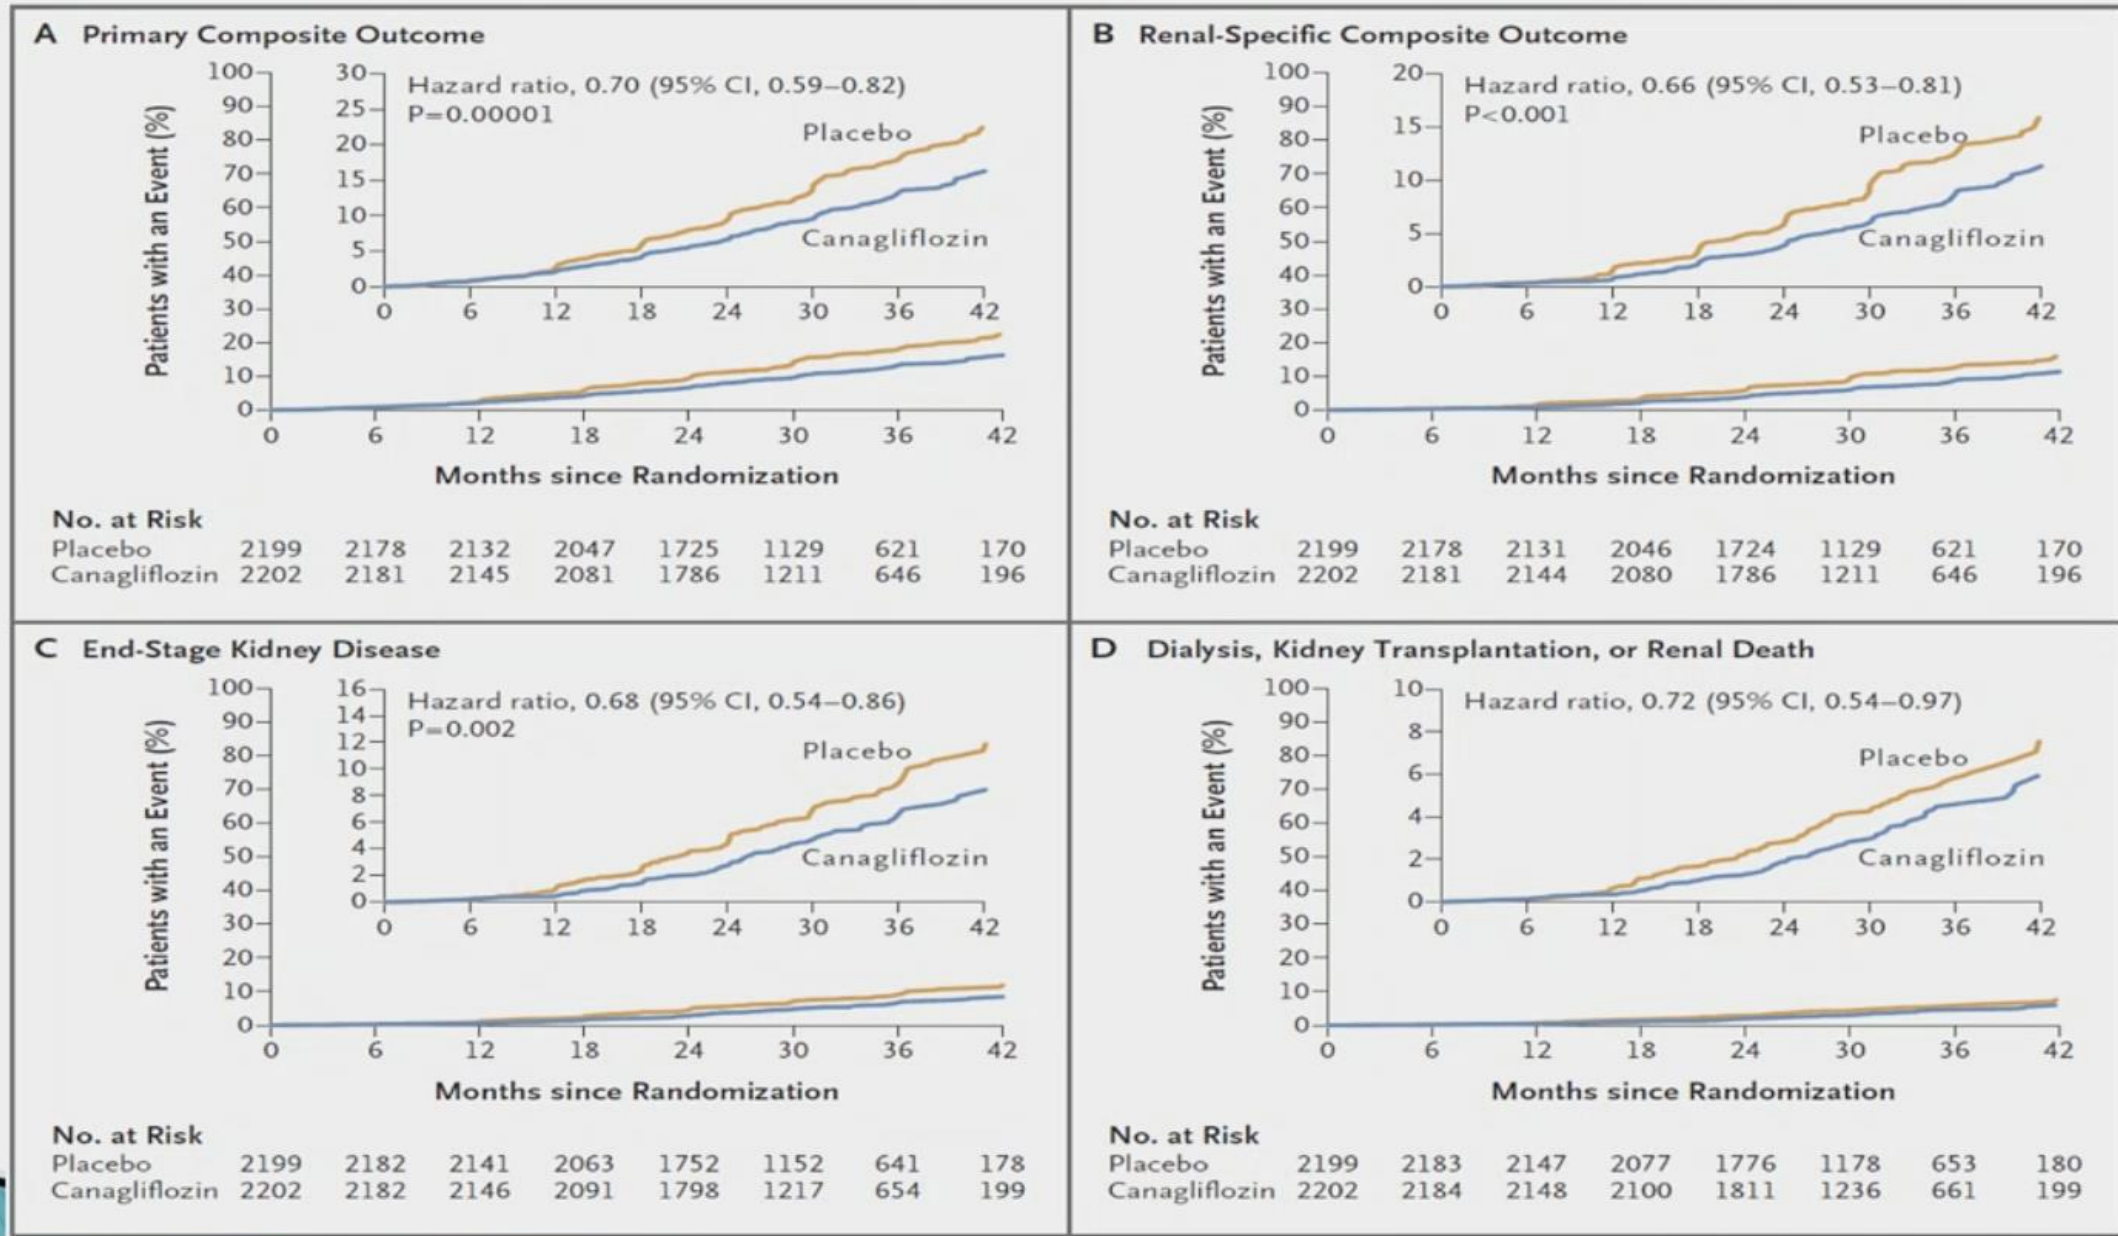 A Primary Composite Outcome
Patients with an Event (%)
100
90
80
70
60
50
40
30
20
10
0
30
25
20
15
10
5
0
Hazard ratio, 0.70 (95% CI, 0.59–0.82)
P=0.00001
Placebo
Canagliflozin
0 6 12 18 24 30 36 42
0 6 12 18 24 30 36 42
Months since Randomization
No. at Risk
Placebo 2199 2178 2132 2047 1725 1129 621 170
Canagliflozin 2202 2181 2145 2081 1786 1211 646 196
B Renal-Specific Composite Outcome
Patients with an Event (%)
100
90
80
70
60
50
40
30
20
10
0
20
15
10
5
0
Hazard ratio, 0.66 (95% CI, 0.53–0.81)
P<0.001
Placebo
Canagliflozin
0 6 12 18 24 30 36 42
0 6 12 18 24 30 36 42
Months since Randomization
No. at Risk
Placebo 2199 2178 2131 2046 1724 1129 621 170
Canagliflozin 2202 2181 2144 2080 1786 1211 646 196
C End-Stage Kidney Disease
Patients with an Event (%)
100
90
80
70
60
50
40
30
20
10
0
16
14
12
10
8
6
4
2
0
Hazard ratio, 0.68 (95% CI, 0.54–0.86)
P=0.002
Placebo
Canagliflozin
0 6 12 18 24 30 36 42
0 6 12 18 24 30 36 42
Months since Randomization
No. at Risk
Placebo 2199 2182 2141 2063 1752 1152 641 178
Canagliflozin 2202 2182 2146 2091 1798 1217 654 199
D Dialysis, Kidney Transplantation, or Renal Death
Patients with an Event (%)
100
90
80
70
60
50
40
30
20
10
0
10
8
6
4
2
0
Hazard ratio, 0.72 (95% CI, 0.54–0.97)
Placebo
Canagliflozin
0 6 12 18 24 30 36 42
0 6 12 18 24 30 36 42
Months since Randomization
No. at Risk
Placebo 2199 2183 2147 2077 1776 1178 653 180
Canagliflozin 2202 2184 2148 2100 1811 1236 661 199